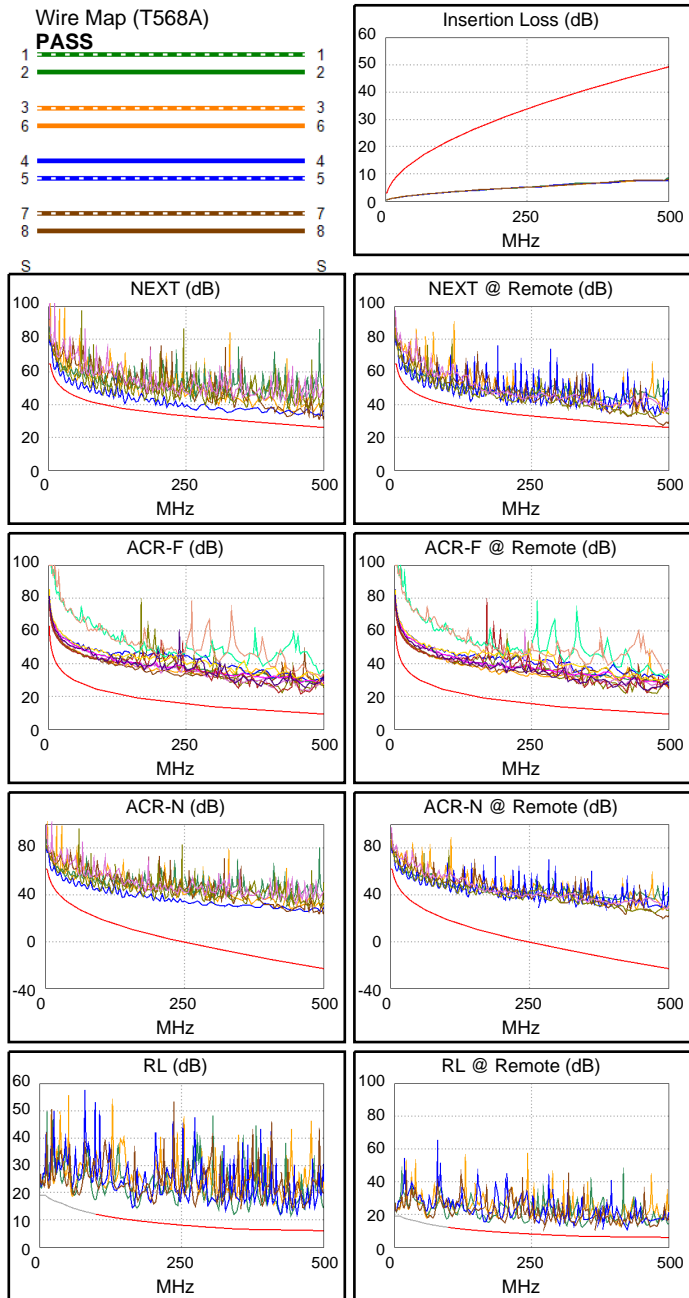 Wire Map (T568A)
PASS
1 1
2 2
3 3
6 6
4 4
5 5
7 7
8 8
S S
Insertion Loss (dB)
60
50
40
30
20
10
0
0 250 500
MHz
NEXT (dB)
100
80
60
40
20
0
0 250 500
MHz
NEXT @ Remote (dB)
100
80
60
40
20
0
0 250 500
MHz
ACR-F (dB)
100
80
60
40
20
0
0 250 500
MHz
ACR-F @ Remote (dB)
100
80
60
40
20
0
0 250 500
MHz
ACR-N (dB)
80
40
0
-40
0 250 500
MHz
ACR-N @ Remote (dB)
80
40
0
-40
0 250 500
MHz
RL (dB)
60
50
40
30
20
10
0
0 250 500
MHz
RL @ Remote (dB)
100
80
60
40
20
0
0 250 500
MHz